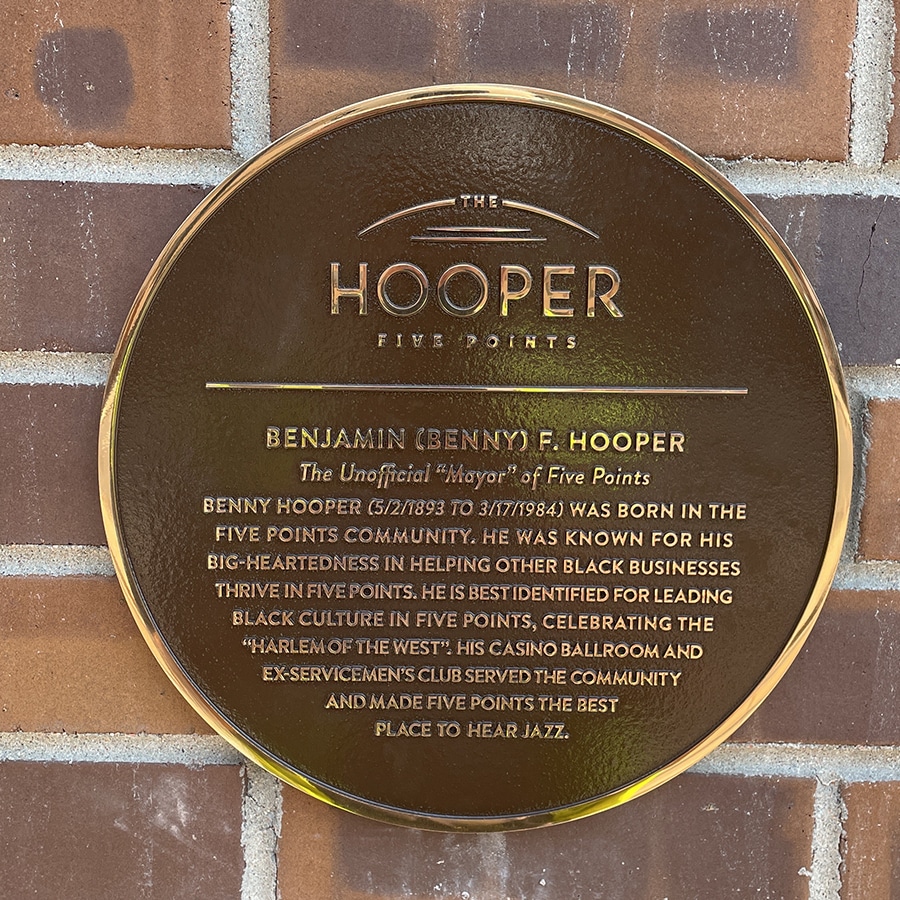 THE
HOOPER
FIVE POINTS
BENJAMIN (BENNY) F. HOOPER
The Unofficial "Mayor" of Five Points
BENNY HOOPER (5/2/1893 TO 3/17/1984) WAS BORN IN THE
FIVE POINTS COMMUNITY. HE WAS KNOWN FOR HIS
BIG-HEARTEDNESS IN HELPING OTHER BLACK BUSINESSES
THRIVE IN FIVE POINTS. HE IS BEST IDENTIFIED FOR LEADING
BLACK CULTURE IN FIVE POINTS, CELEBRATING THE
"HARLEM OF THE WEST". HIS CASINO BALLROOM AND
EX-SERVICEMEN'S CLUB SERVED THE COMMUNITY
AND MADE FIVE POINTS THE BEST
PLACE TO HEAR JAZZ.